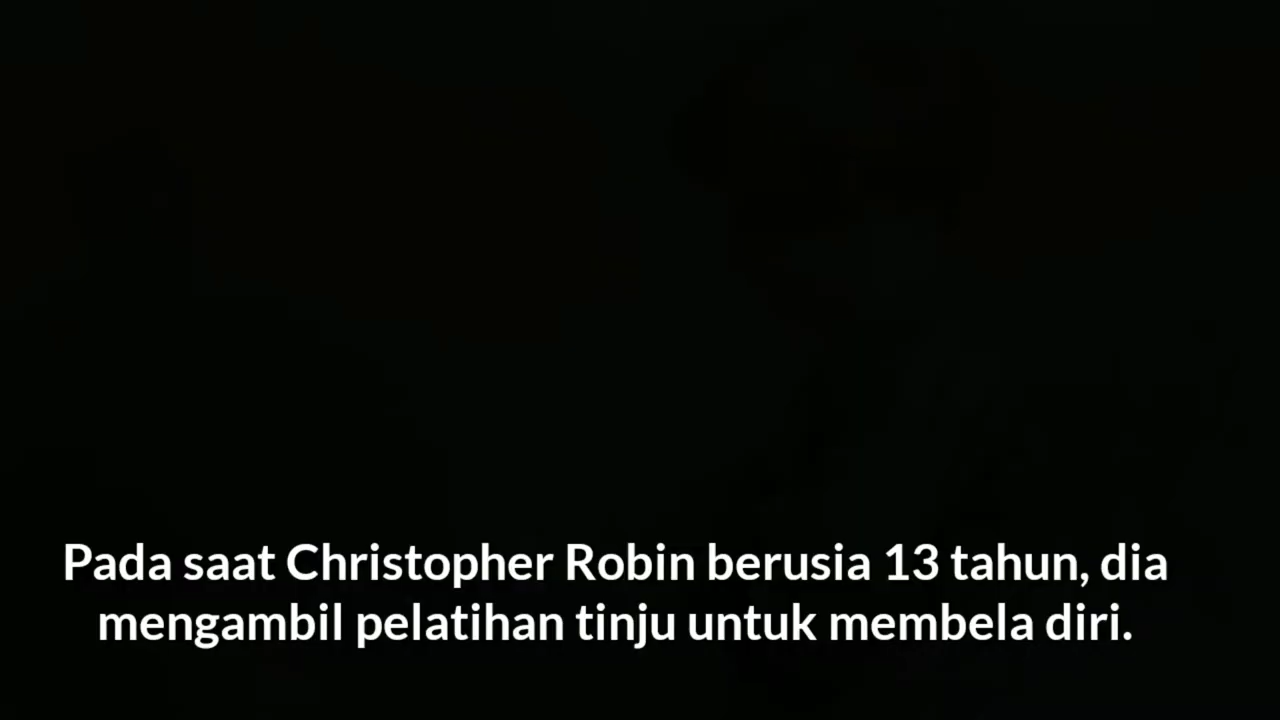 Pada saat Christopher Robin berusia 13 tahun, dia
mengambil pelatihan tinju untuk membela diri.